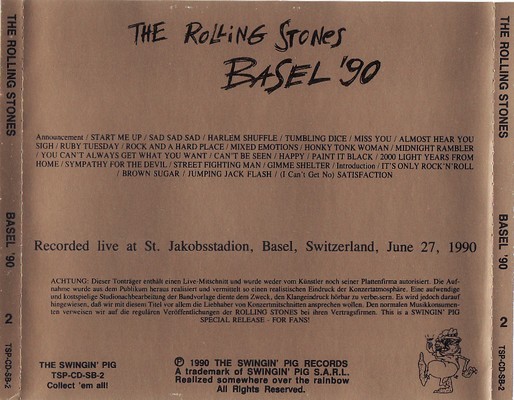 THE ROLLING STONES
BASEL '90
Announcement / START ME UP / SAD SAD SAD / HARLEM SHUFFLE / TUMBLING DICE / MISS YOU / ALMOST HEAR YOU
SIGH / RUBY TUESDAY / ROCK AND A HARD PLACE / MIXED EMOTIONS / HONKY TONK WOMAN / MIDNIGHT RAMBLER
/ YOU CAN'T ALWAYS GET WHAT YOU WANT / CAN'T BE SEEN / HAPPY / PAINT IT BLACK / 2000 LIGHT YEARS FROM
HOME / SYMPATHY FOR THE DEVIL / STREET FIGHTING MAN / GIMME SHELTER / Introduction / IT'S ONLY ROCK'N'ROLL
/ BROWN SUGAR / JUMPING JACK FLASH / (I Can't Get No) SATISFACTION
Recorded live at St. Jakobsstadion, Basel, Switzerland, June 27, 1990
ACHTUNG: Dieser Tonträger enthält einen Live-Mitschnitt und wurde weder vom Künstler noch seiner Plattenfirma autorisiert. Die Auf-
nahme wurde aus dem Publikum heraus realisiert und vermittelt so einen realistischen Eindruck der Konzertatmosphäre. Eine aufwendige
und kostspielige Studionachbearbeitung der Bandvorlage diente dem Zweck, den Klangeindruck hörbar zu verbessern. Es wird jedoch darauf
hingewiesen, daß wir mit diesem Titel vor allem die Liebhaber von Konzertmitschnitten ansprechen wollen. Den normalen Musikkonsumen-
ten verweisen wir auf die regulären Veröffentlichungen der ROLLING STONES bei ihren Vertragsfirmen. This is a SWINGIN' PIG
SPECIAL RELEASE - FOR FANS!
THE SWINGIN' PIG
TSP-CD-SB-2
Collect 'em all!
℗ 1990 THE SWINGIN' PIG RECORDS
A trademark of SWINGIN' PIG S.A.R.L.
Realized somewhere over the rainbow
All Rights Reserved.
THE ROLLING STONES
BASEL '90
2
TSP-CD-SB-2
THE ROLLING STONES
BASEL '90
2
TSP-CD-SB-2